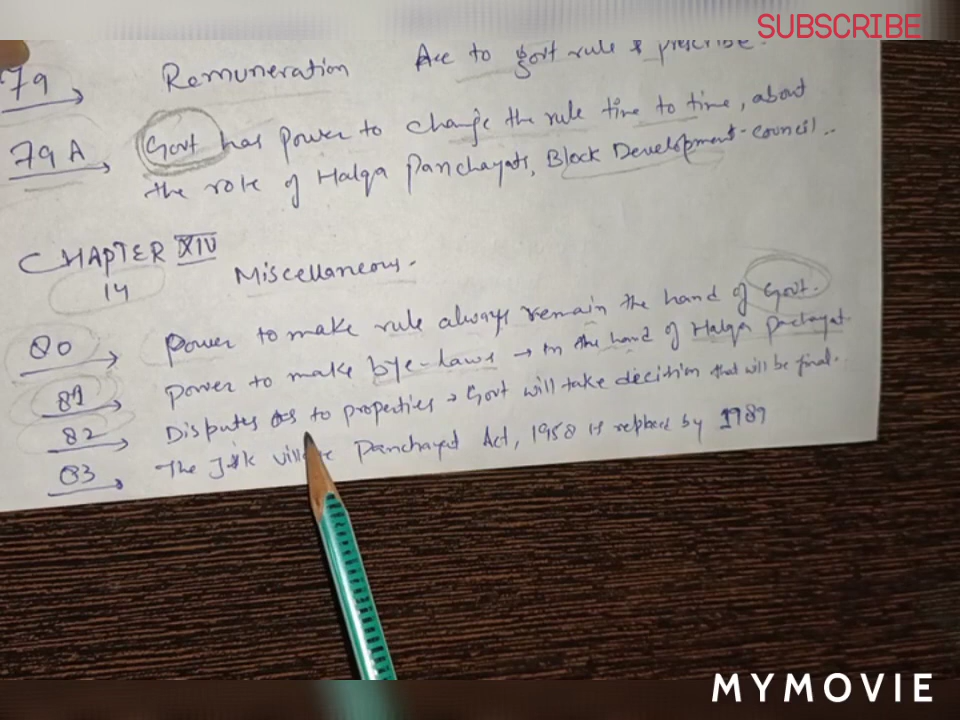 SUBSCRIBE
79 Remuneration Acc to govt rule & prescribe.
79 A Govt has power to change the rule time to time, about
the role of Halqa Panchayats, Block Development council..
CHAPTER XIV
14 Miscellaneous.
80 Power to make rule always remain the hand of Govt.
81 Power to make bye-laws → In the hand of Halqa pachayat.
82 Disputes as to properties → Govt will take decition that will be final.
83 The J&k Panchayat Act, 1958 is replaced by 1989
MYMOVIE